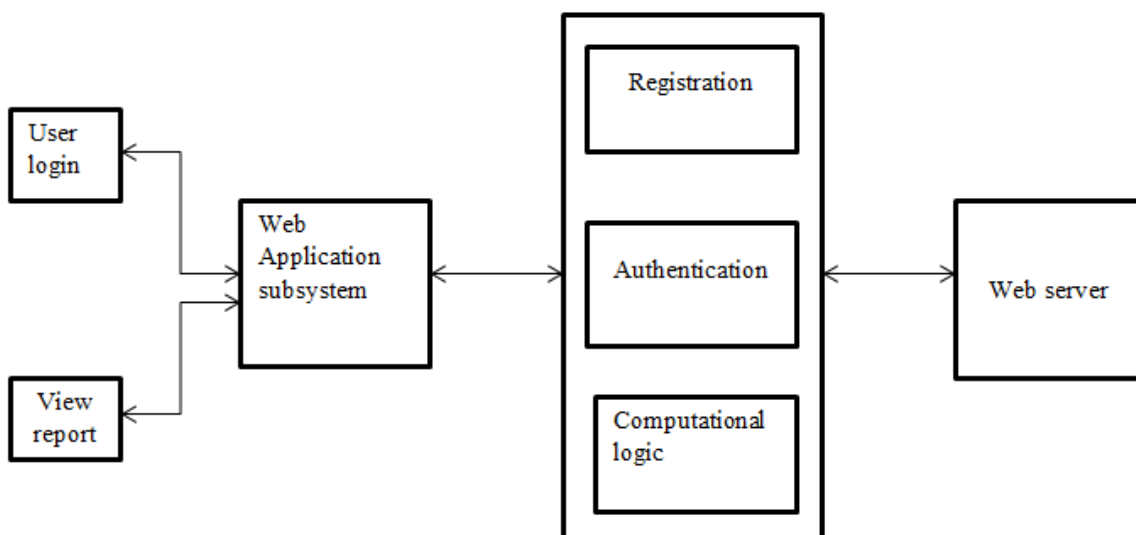 User
login
View
report
Web
Application
subsystem
Registration
Authentication
Computational
logic
Web server